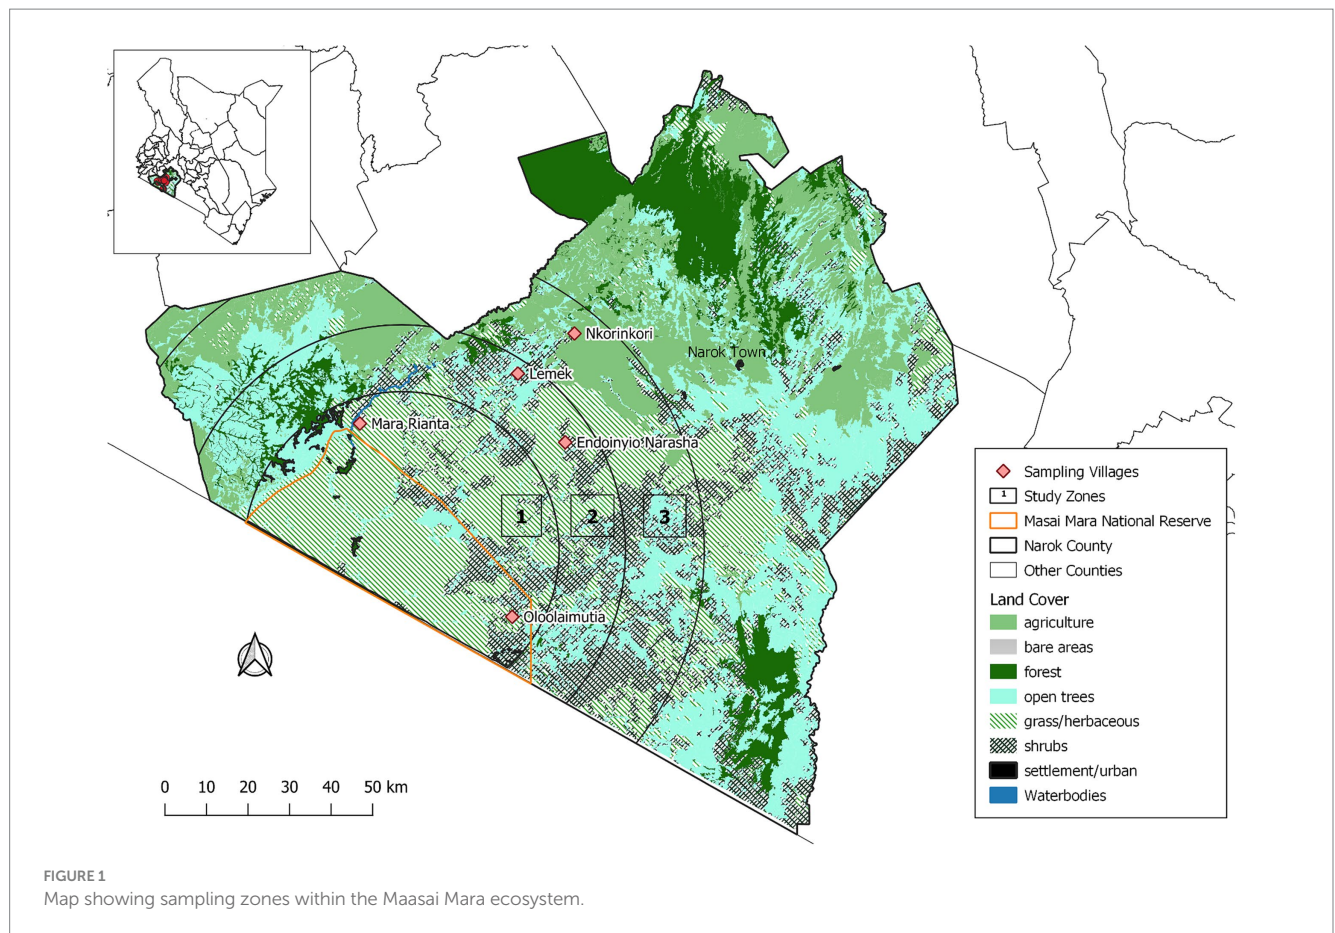 Nkorinkori
Narok Town
Lemek
Mara Rianta
Endoinyio Narasha
1
2
3
Oloolaimutia
0 10 20 30 40 50 km
Sampling Villages
1 Study Zones
Masai Mara National Reserve
Narok County
Other Counties
Land Cover
agriculture
bare areas
forest
open trees
grass/herbaceous
shrubs
settlement/urban
Waterbodies
FIGURE 1
Map showing sampling zones within the Maasai Mara ecosystem.